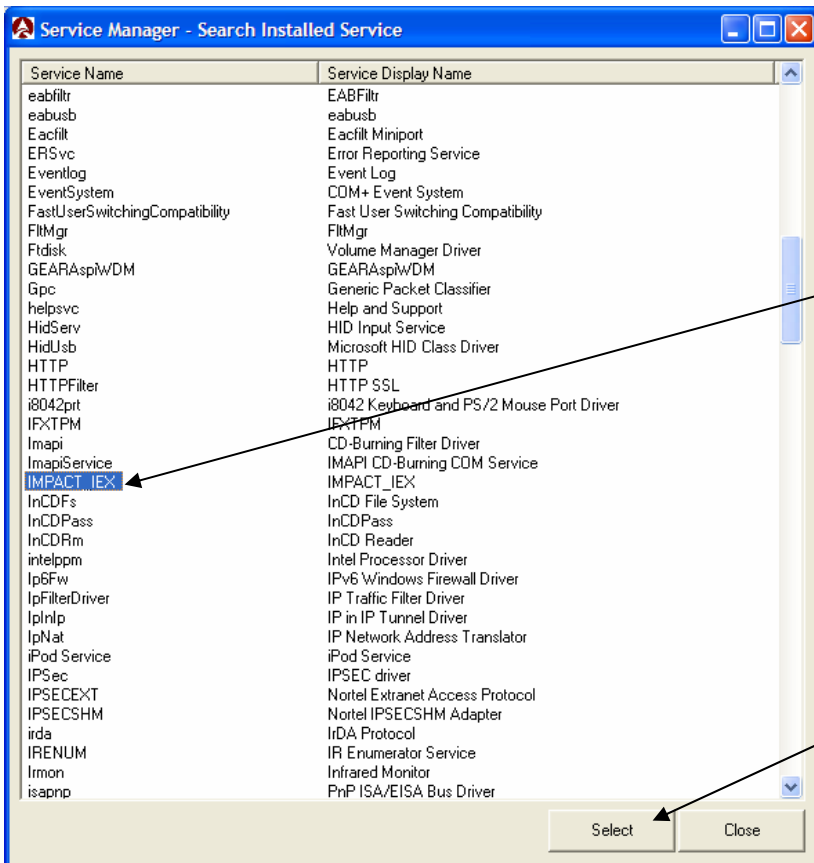 Service Manager - Search Installed Service
Service Name Service Display Name
eabfiltr EABFiltr
eabusb eabusb
Eacfilt Eacfilt Miniport
ERSvc Error Reporting Service
Eventlog Event Log
EventSystem COM+ Event System
FastUserSwitchingCompatibility Fast User Switching Compatibility
FltMgr FltMgr
Ftdisk Volume Manager Driver
GEARAspiWDM GEARAspiWDM
Gpc Generic Packet Classifier
helpsvc Help and Support
HidServ HID Input Service
HidUsb Microsoft HID Class Driver
HTTP HTTP
HTTPFilter HTTP SSL
i8042prt i8042 Keyboard and PS/2 Mouse Port Driver
IFXTPM IFXTPM
Imapi CD-Burning Filter Driver
ImapiService IMAPI CD-Burning COM Service
IMPACT_IEX IMPACT_IEX
InCDFs InCD File System
InCDPass InCDPass
InCDRm InCD Reader
intelppm Intel Processor Driver
Ip6Fw IPv6 Windows Firewall Driver
IpFilterDriver IP Traffic Filter Driver
IpInIp IP in IP Tunnel Driver
IpNat IP Network Address Translator
iPod Service iPod Service
IPSec IPSEC driver
IPSECEXT Nortel Extranet Access Protocol
IPSECSHM Nortel IPSECSHM Adapter
irda IrDA Protocol
IRENUM IR Enumerator Service
Irmon Infrared Monitor
isapnp PnP ISA/EISA Bus Driver
Select Close